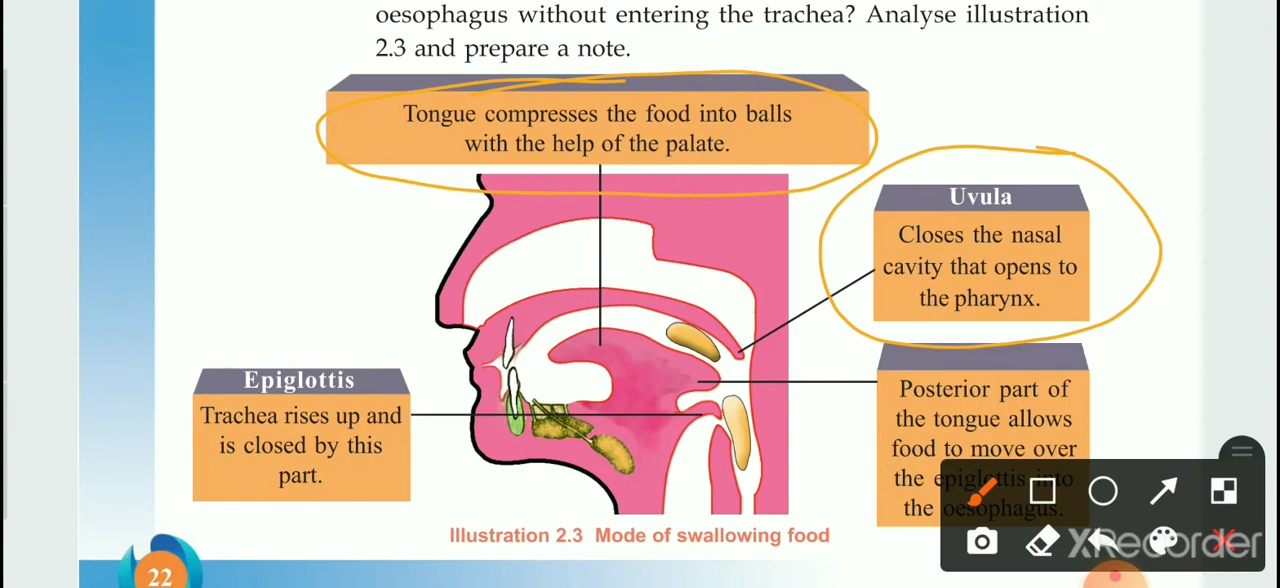 oesophagus without entering the trachea? Analyse illustration
2.3 and prepare a note.
Tongue compresses the food into balls
with the help of the palate.
Uvula
Closes the nasal
cavity that opens to
the pharynx.
Epiglottis
Trachea rises up and
is closed by this
part.
Posterior part of
the tongue allows
food to move over
the epiglottis into
the oesophagus.
Illustration 2.3 Mode of swallowing food
22
XRecorder